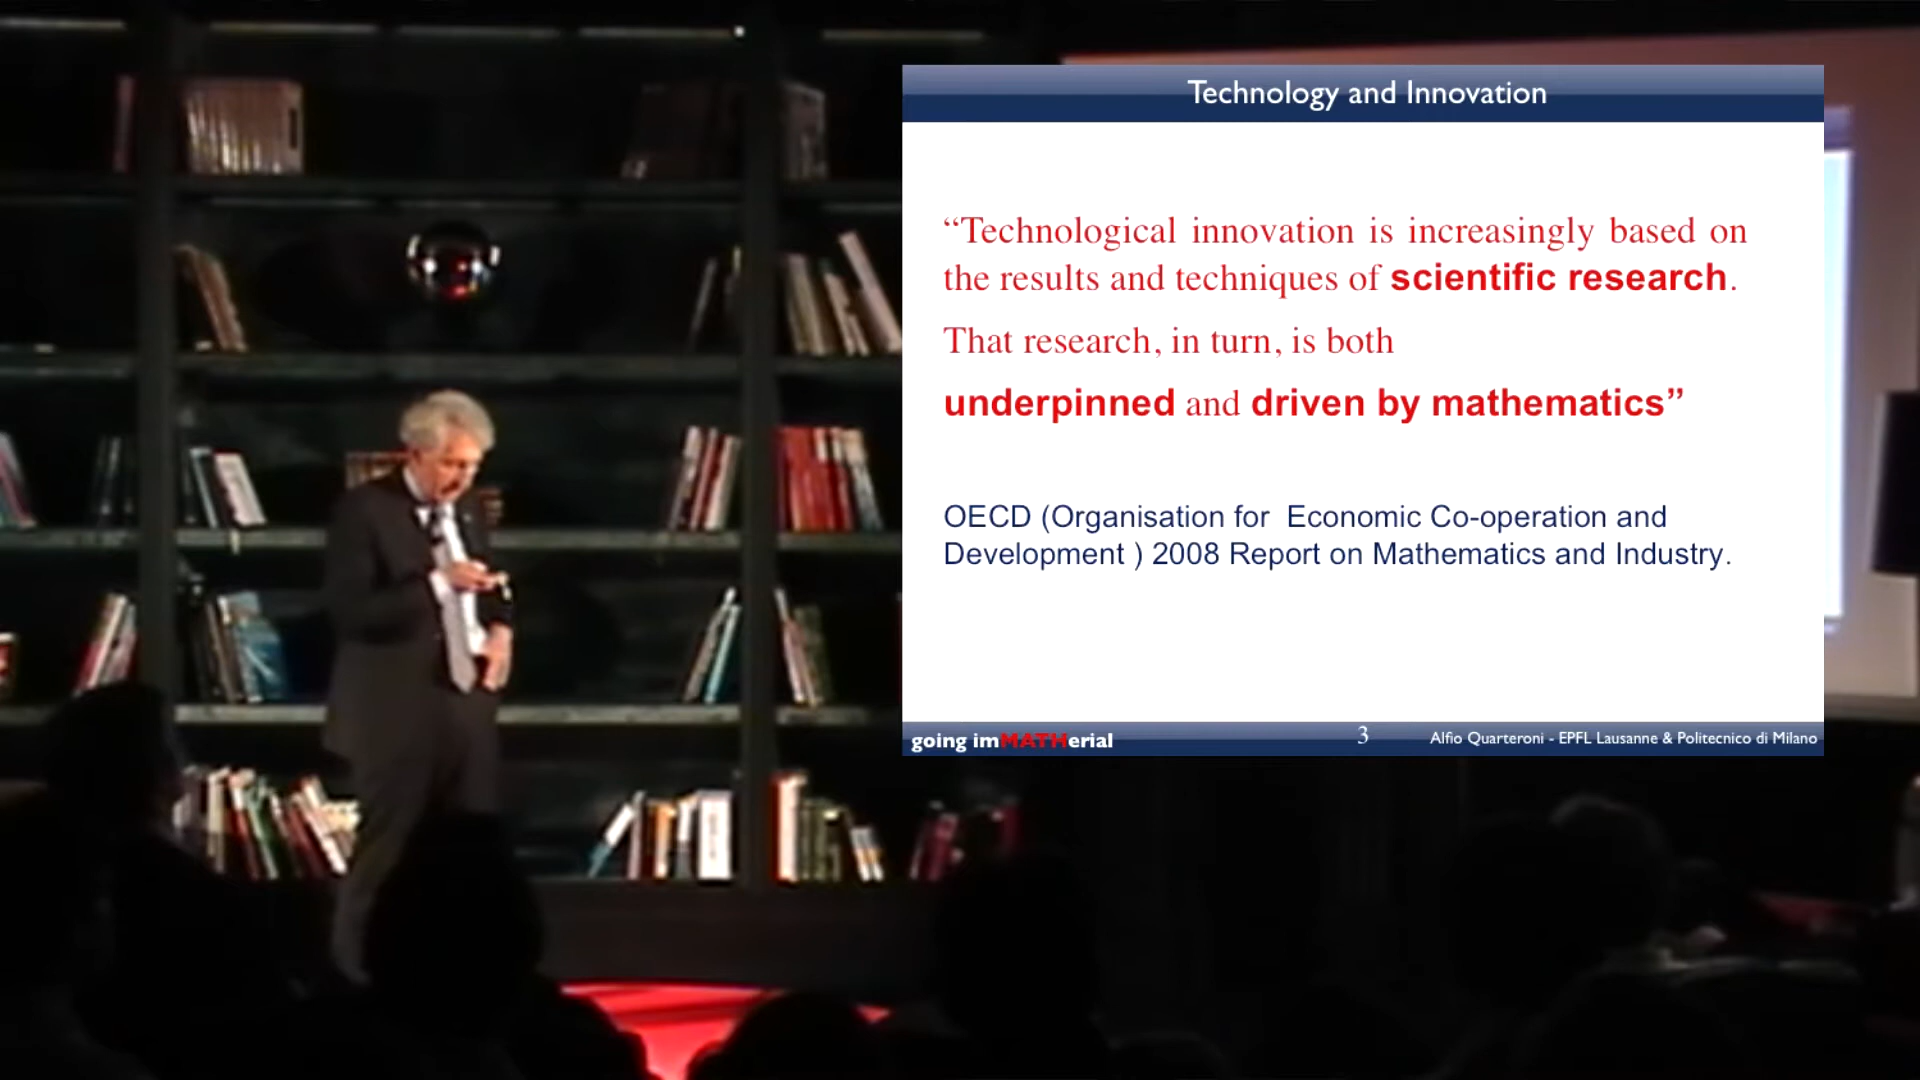 Technology and Innovation
“Technological innovation is increasingly based on
the results and techniques of scientific research.
That research, in turn, is both
underpinned and driven by mathematics”
OECD (Organisation for Economic Co-operation and
Development ) 2008 Report on Mathematics and Industry.
going imMATHerial
3
Alfio Quarteroni - EPFL Lausanne & Politecnico di Milano